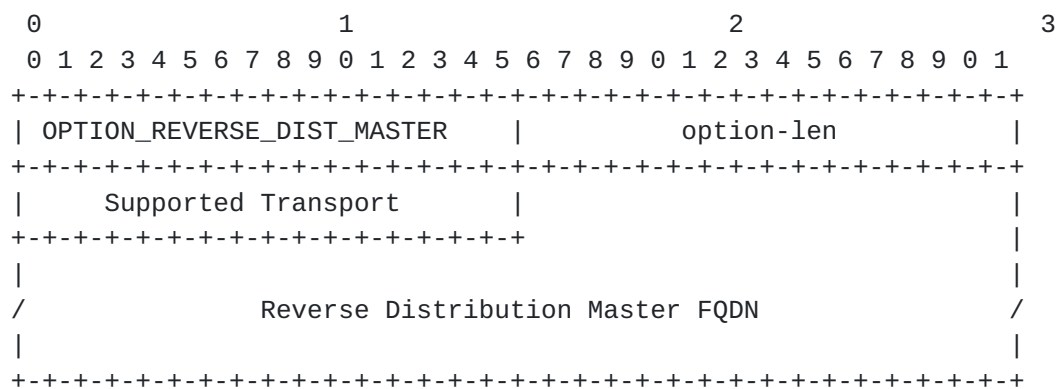 0                   1                   2                   3
 0 1 2 3 4 5 6 7 8 9 0 1 2 3 4 5 6 7 8 9 0 1 2 3 4 5 6 7 8 9 0 1
+-+-+-+-+-+-+-+-+-+-+-+-+-+-+-+-+-+-+-+-+-+-+-+-+-+-+-+-+-+-+-+-+
| OPTION_REVERSE_DIST_MASTER    |          option-len           |
+-+-+-+-+-+-+-+-+-+-+-+-+-+-+-+-+-+-+-+-+-+-+-+-+-+-+-+-+-+-+-+-+
|     Supported Transport       |                               |
+-+-+-+-+-+-+-+-+-+-+-+-+-+-+-+-+                               |
|                                                               |
/               Reverse Distribution Master FQDN                /
|                                                               |
+-+-+-+-+-+-+-+-+-+-+-+-+-+-+-+-+-+-+-+-+-+-+-+-+-+-+-+-+-+-+-+-+